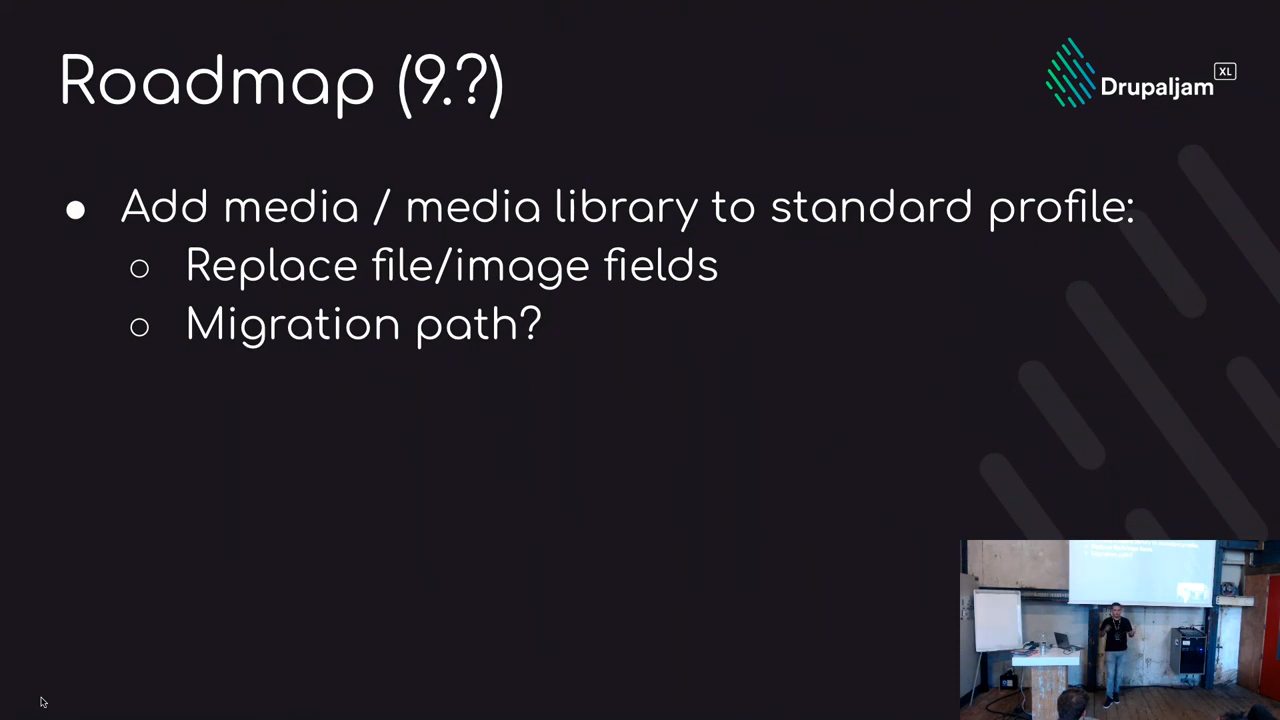 Roadmap (9.?)
Drupaljam XL
● Add media / media library to standard profile:
○ Replace file/image fields
○ Migration path?